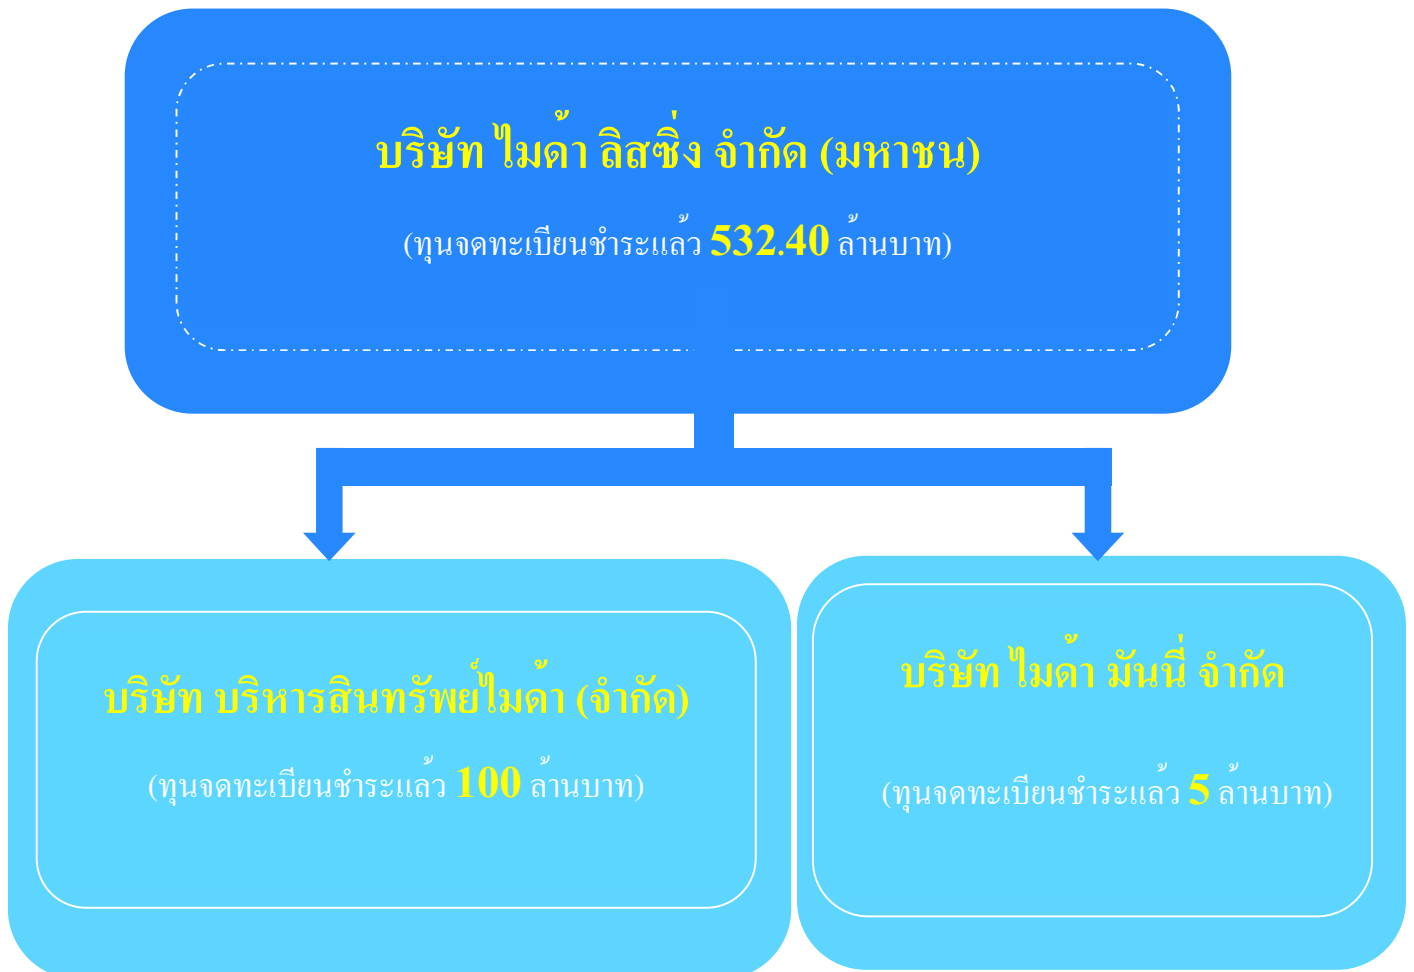 บริษัท ไมด้า ลิสซิ่ง จำกัด (มหาชน)
(ทุนจดทะเบียนชำระแล้ว 532.40 ล้านบาท)
บริษัท บริหารสินทรัพย์ไมด้า (จำกัด)
(ทุนจดทะเบียนชำระแล้ว 100 ล้านบาท)
บริษัท ไมด้า มันนี่ จำกัด
(ทุนจดทะเบียนชำระแล้ว 5 ล้านบาท)